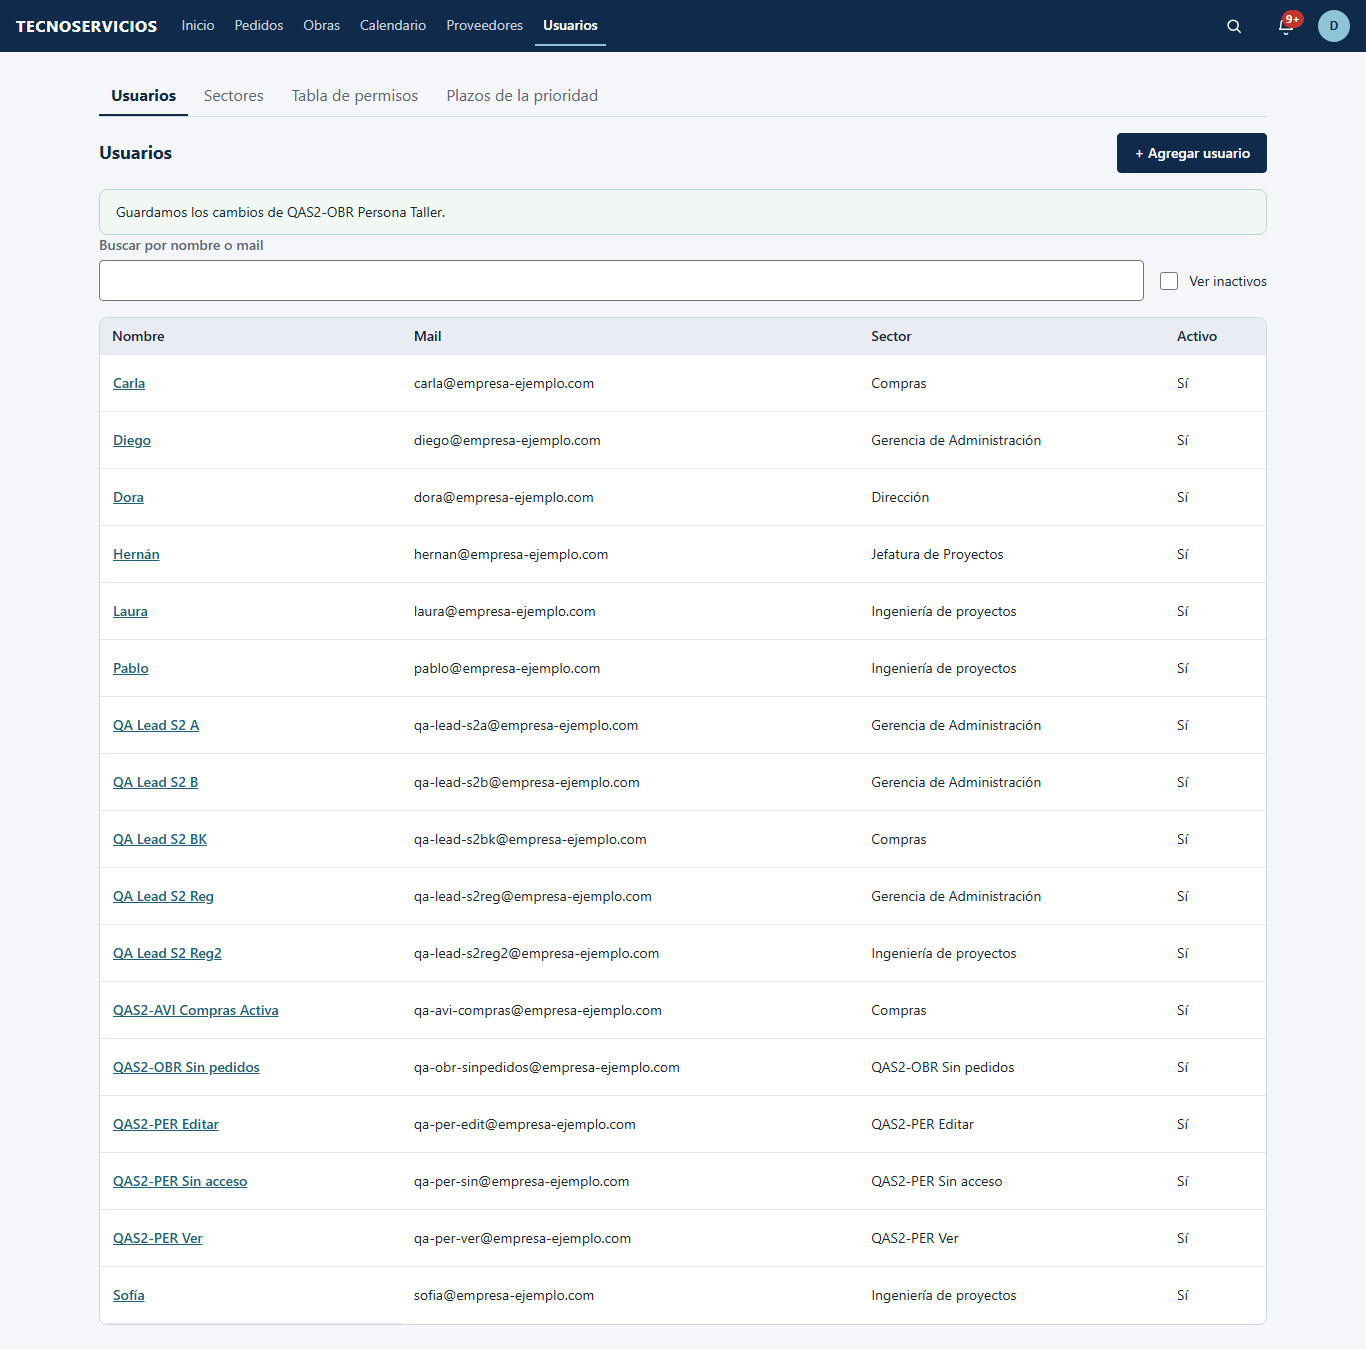 TECNOSERVICIOS Inicio Pedidos Obras Calendario Proveedores Usuarios 9+ D
Usuarios Sectores Tabla de permisos Plazos de la prioridad
Usuarios + Agregar usuario
Guardamos los cambios de QAS2-OBR Persona Taller.
Buscar por nombre o mail
Ver inactivos
Nombre Mail Sector Activo
Carla carla@empresa-ejemplo.com Compras Sí
Diego diego@empresa-ejemplo.com Gerencia de Administración Sí
Dora dora@empresa-ejemplo.com Dirección Sí
Hernán hernan@empresa-ejemplo.com Jefatura de Proyectos Sí
Laura laura@empresa-ejemplo.com Ingeniería de proyectos Sí
Pablo pablo@empresa-ejemplo.com Ingeniería de proyectos Sí
QA Lead S2 A qa-lead-s2a@empresa-ejemplo.com Gerencia de Administración Sí
QA Lead S2 B qa-lead-s2b@empresa-ejemplo.com Gerencia de Administración Sí
QA Lead S2 BK qa-lead-s2bk@empresa-ejemplo.com Compras Sí
QA Lead S2 Reg qa-lead-s2reg@empresa-ejemplo.com Gerencia de Administración Sí
QA Lead S2 Reg2 qa-lead-s2reg2@empresa-ejemplo.com Ingeniería de proyectos Sí
QAS2-AVI Compras Activa qa-avi-compras@empresa-ejemplo.com Compras Sí
QAS2-OBR Sin pedidos qa-obr-sinpedidos@empresa-ejemplo.com QAS2-OBR Sin pedidos Sí
QAS2-PER Editar qa-per-edit@empresa-ejemplo.com QAS2-PER Editar Sí
QAS2-PER Sin acceso qa-per-sin@empresa-ejemplo.com QAS2-PER Sin acceso Sí
QAS2-PER Ver qa-per-ver@empresa-ejemplo.com QAS2-PER Ver Sí
Sofía sofia@empresa-ejemplo.com Ingeniería de proyectos Sí